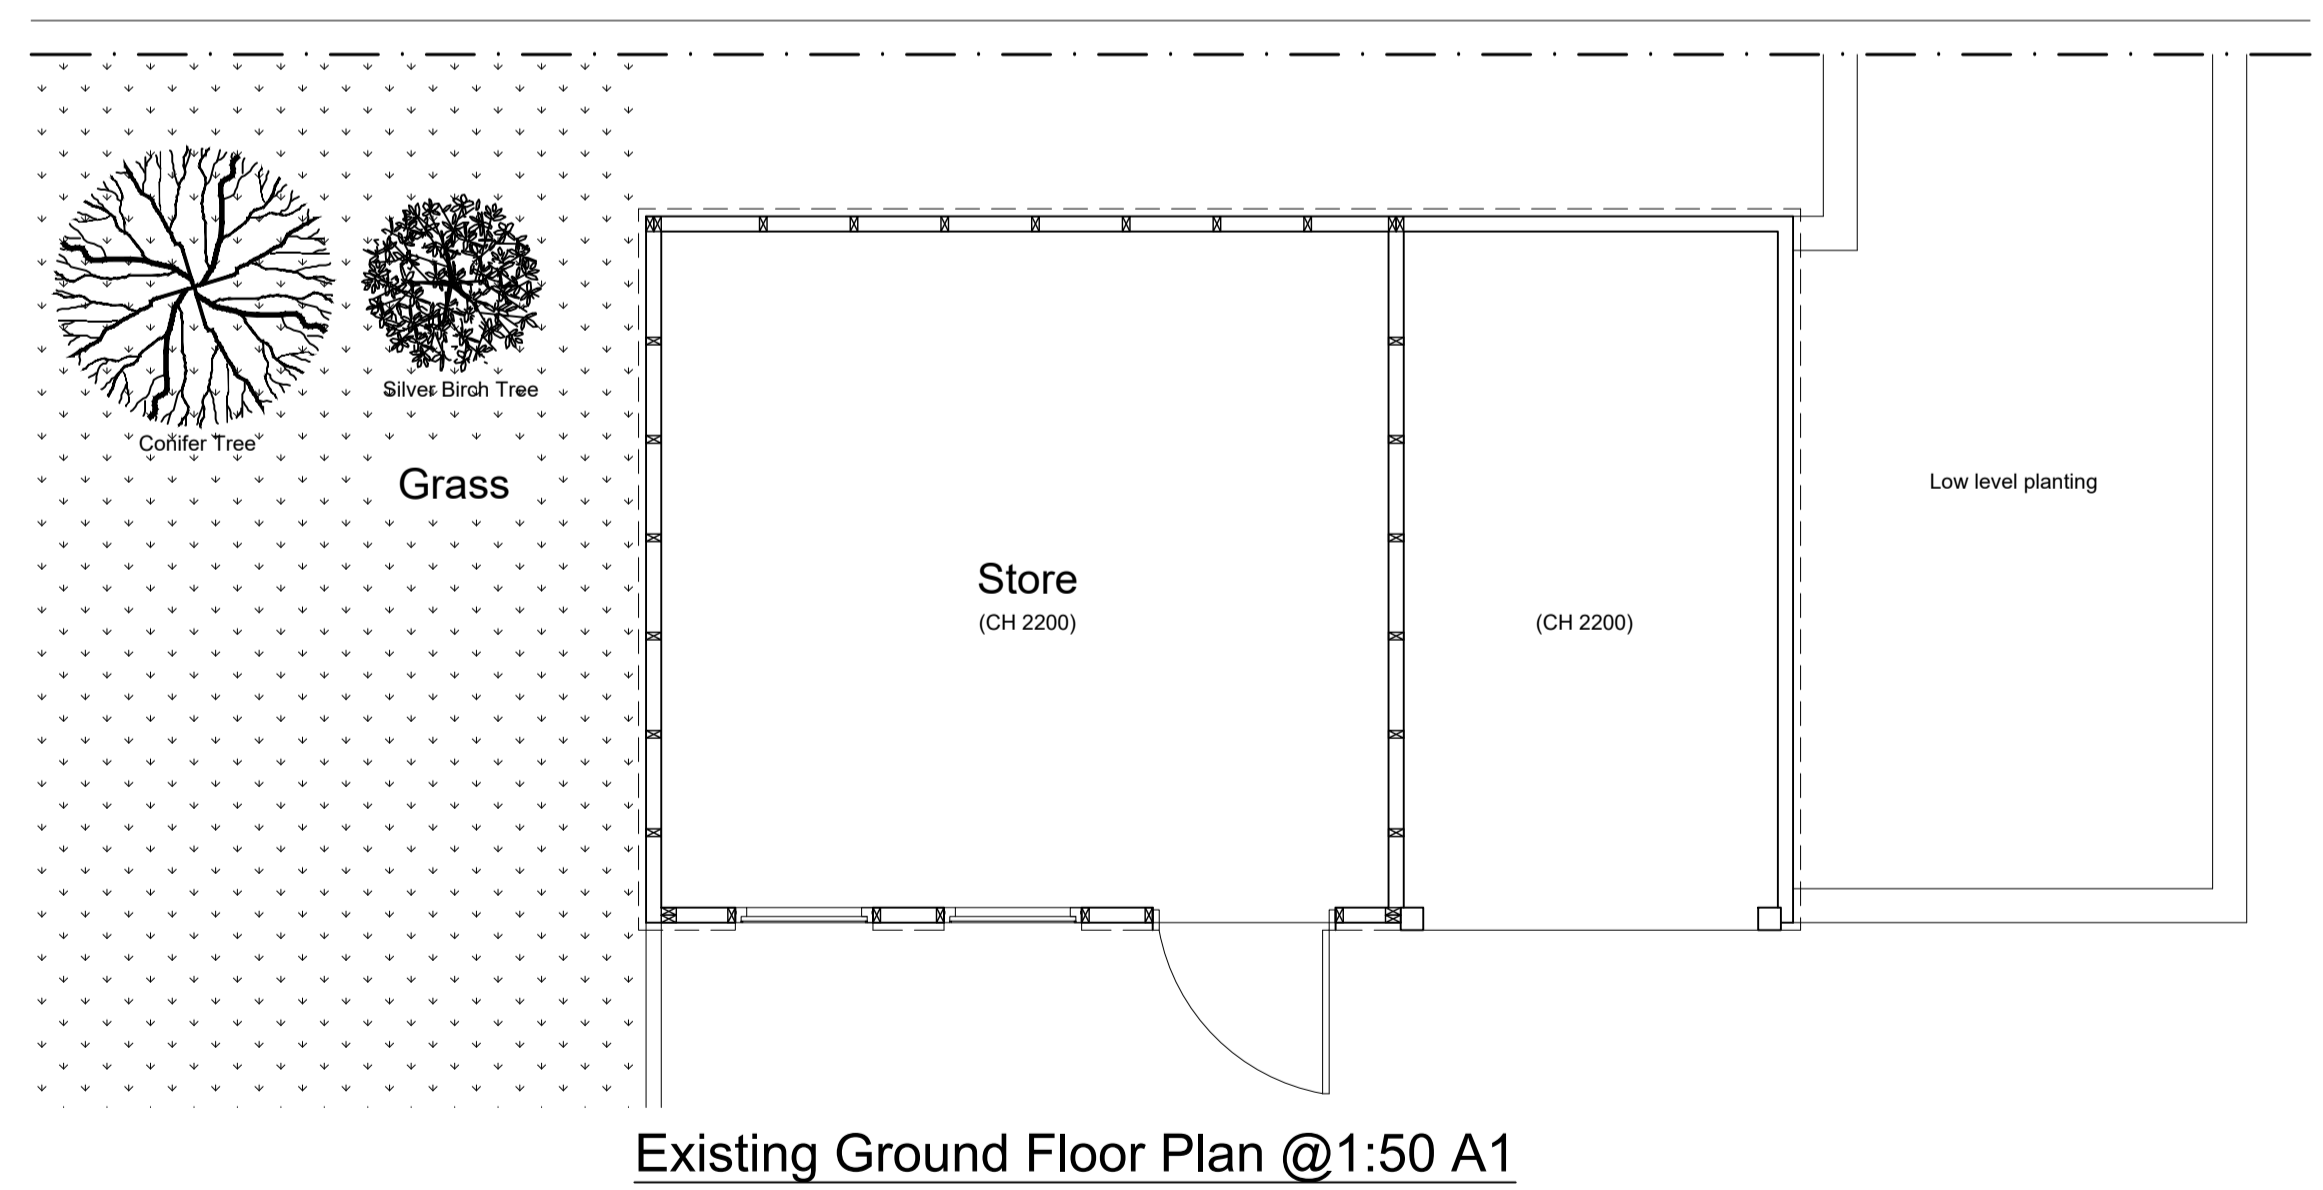 Silver Birch Tree
Conifer Tree
Grass
Low level planting
Store
(CH 2200)
(CH 2200)
Existing Ground Floor Plan @1:50 A1